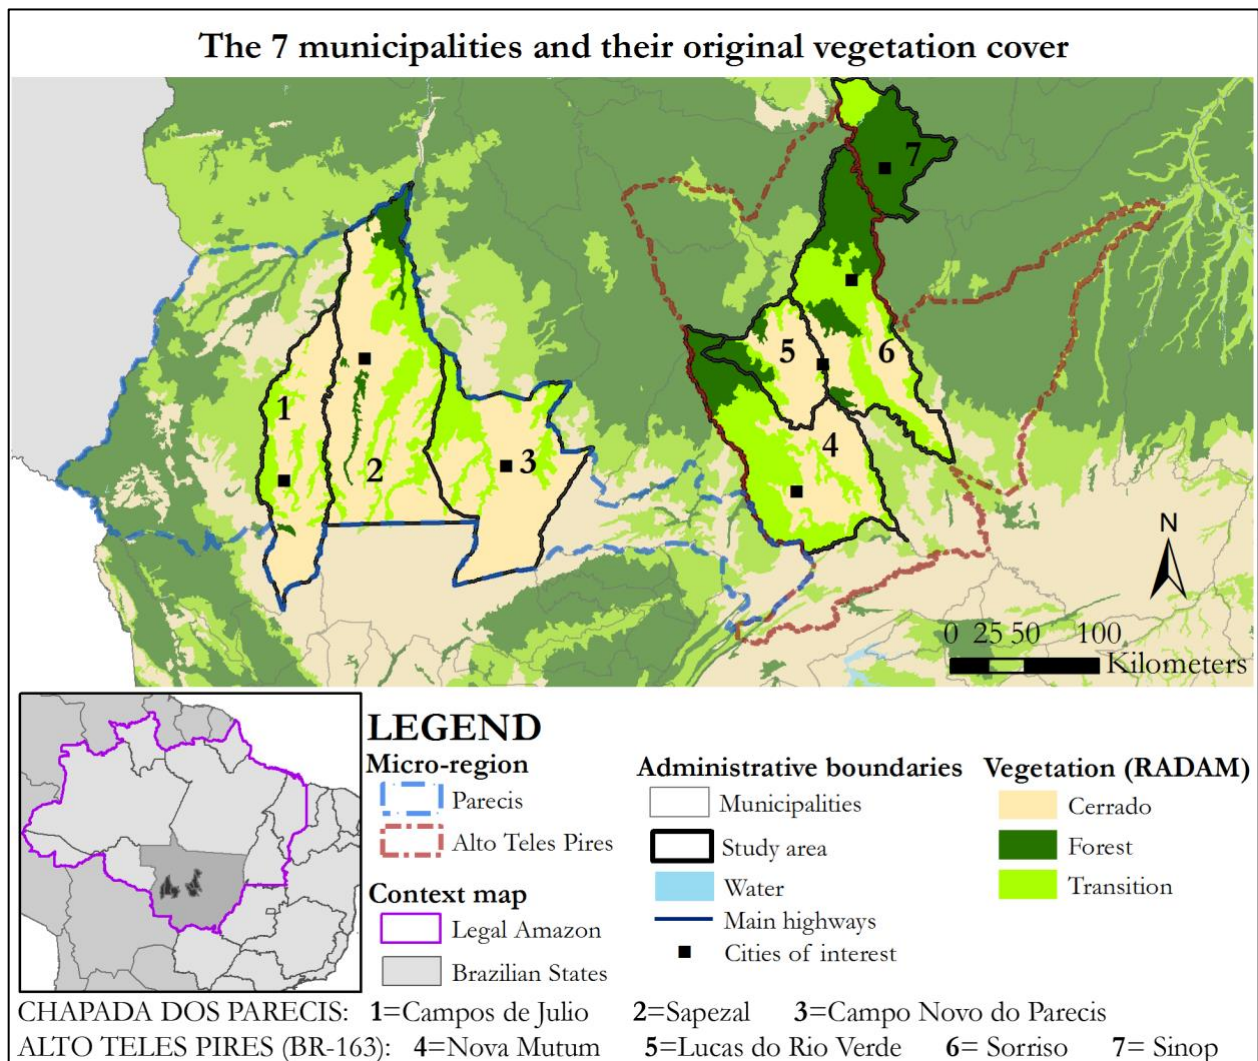 The 7 municipalities and their original vegetation cover
7
5
6
1
4
3
2
N
0 25 50 100
Kilometers
LEGEND
Micro-region
Parecis
Alto Teles Pires
Context map
Legal Amazon
Brazilian States
Administrative boundaries
Municipalities
Study area
Water
Main highways
Cities of interest
Vegetation (RADAM)
Cerrado
Forest
Transition
CHAPADA DOS PARECIS: 1=Campos de Julio 2=Sapezal 3=Campo Novo do Parecis
ALTO TELES PIRES (BR-163): 4=Nova Mutum 5=Lucas do Rio Verde 6= Sorriso 7= Sinop